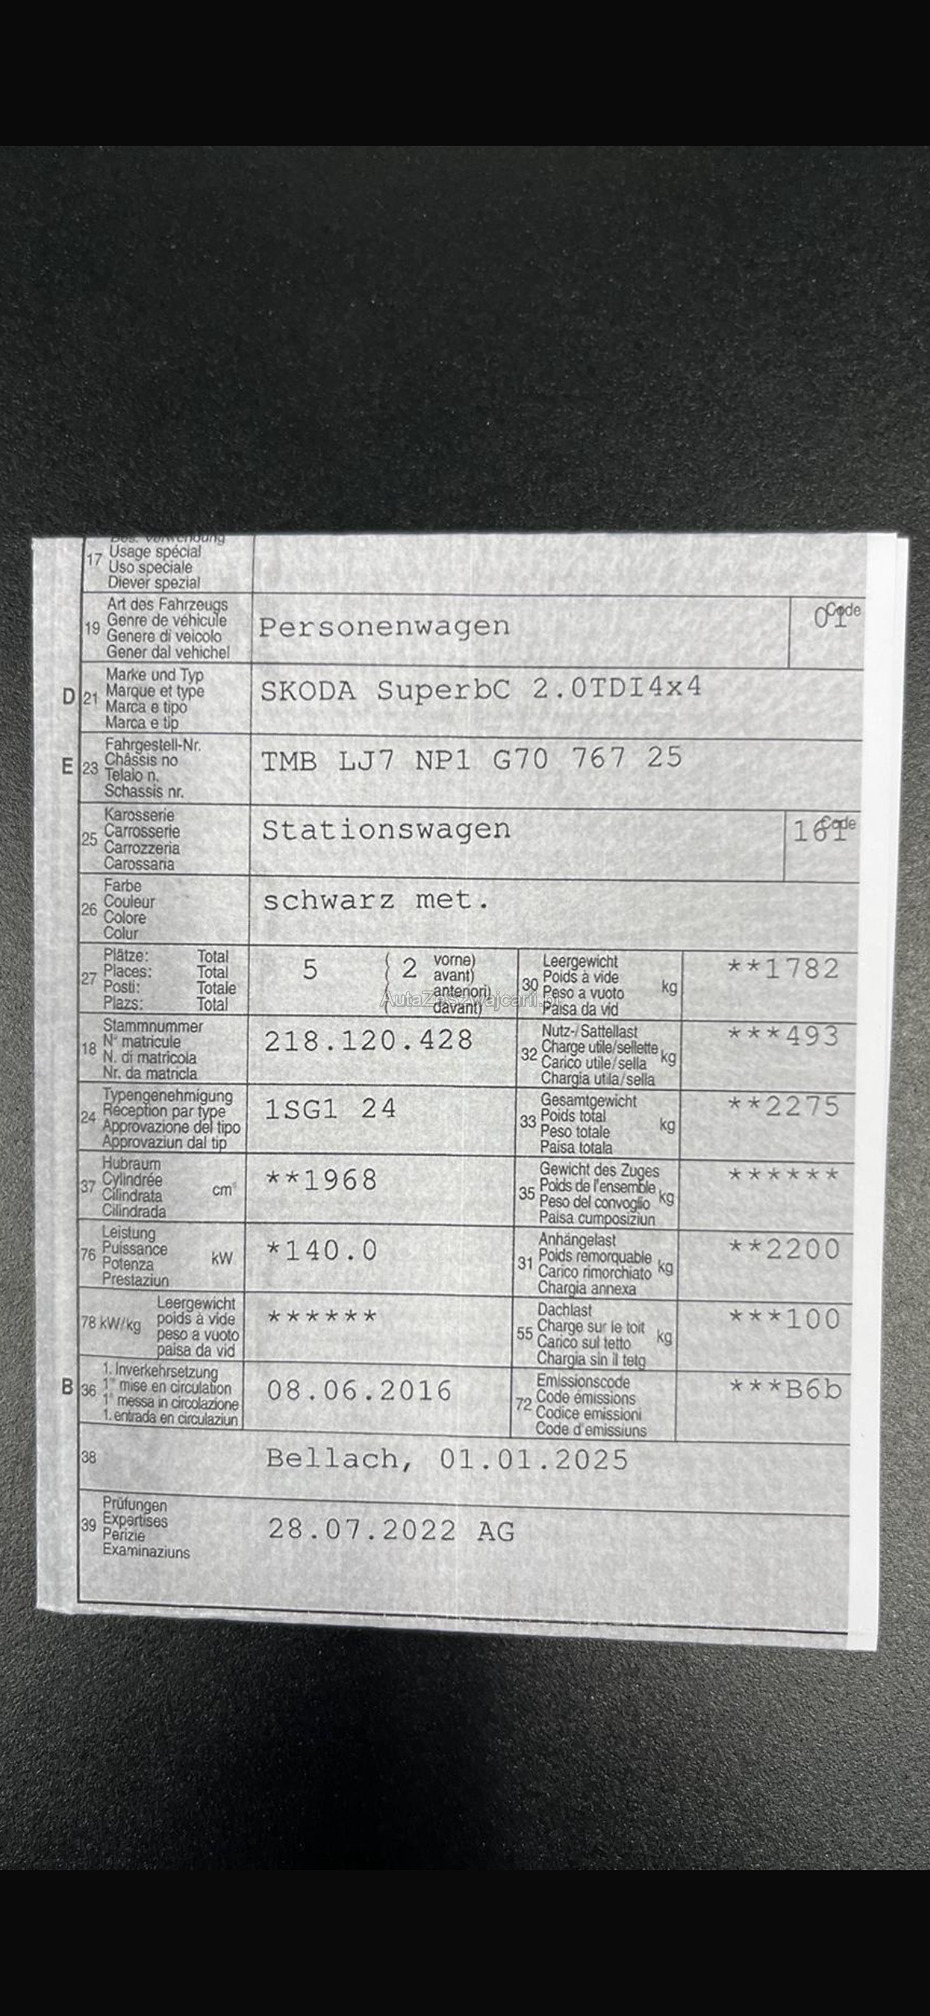 Bes. Verwendung
17 Usage spécial
Uso speciale
Diever spezial
Art des Fahrzeugs
19 Genre de véhicule
Genere di veicolo
Gener dal vehichel
Personenwagen
Code
01
Marke und Typ
D 21 Marque et type
Marca e tipo
Marca e tip
SKODA SuperbC 2.0TDI4x4
Fahrgestell-Nr.
E 23 Châssis no
Telaio n.
Schassis nr.
TMB LJ7 NP1 G70 767 25
Karosserie
25 Carrosserie
Carrozzeria
Carossaria
Stationswagen
Code
161
Farbe
26 Couleur
Colore
Colur
schwarz met.
Plätze: Total
27 Places: Total
Posti: Totale
Plazs: Total
5 ( 2 vorne)
avant)
anteriori)
( davant)
Leergewicht
30 Poids à vide kg
Peso a vuoto
Paisa da vid
**1782
AutaZeSzwajcarii.pl
Stammnummer
18 N° matricule
N. di matricola
Nr. da matricla
218.120.428
Nutz-/Sattellast
32 Charge utile/sellette kg
Carico utile/sella
Chargia utila/sella
***493
Typengenehmigung
24 Réception par type
Approvazione del tipo
Approvaziun dal tip
1SG1 24
Gesamtgewicht
33 Poids total kg
Peso totale
Paisa totala
**2275
Hubraum
37 Cylindrée cm³
Cilindrata
Cilindrada
**1968
Gewicht des Zuges
35 Poids de l'ensemble kg
Peso del convoglio
Paisa cumposiziun
******
Leistung
76 Puissance kW
Potenza
Prestaziun
*140.0
Anhängelast
31 Poids remorquable kg
Carico rimorchiato
Chargia annexa
**2200
Leergewicht
78 kW/kg poids à vide
peso a vuoto
paisa da vid
******
Dachlast
55 Charge sur le toit kg
Carico sul tetto
Chargia sin il tetg
***100
1. Inverkehrsetzung
B 36 1re mise en circulation
1a messa in circolazione
1. entrada en circulaziun
08.06.2016
Emissionscode
72 Code émissions
Codice emissioni
Code d'emissiuns
***B6b
38 Bellach, 01.01.2025
Prüfungen
39 Expertises
Perizie
Examinaziuns
28.07.2022 AG